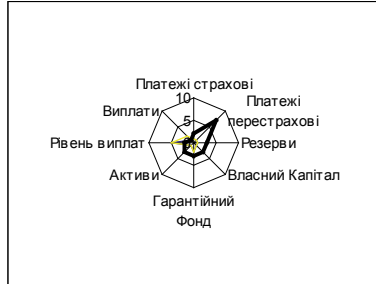 Платежі страхові
10
Платежі
перестрахові
Виплати
5
Рівень виплат
0
Резерви
Активи
Власний Капітал
Гарантійний
Фонд